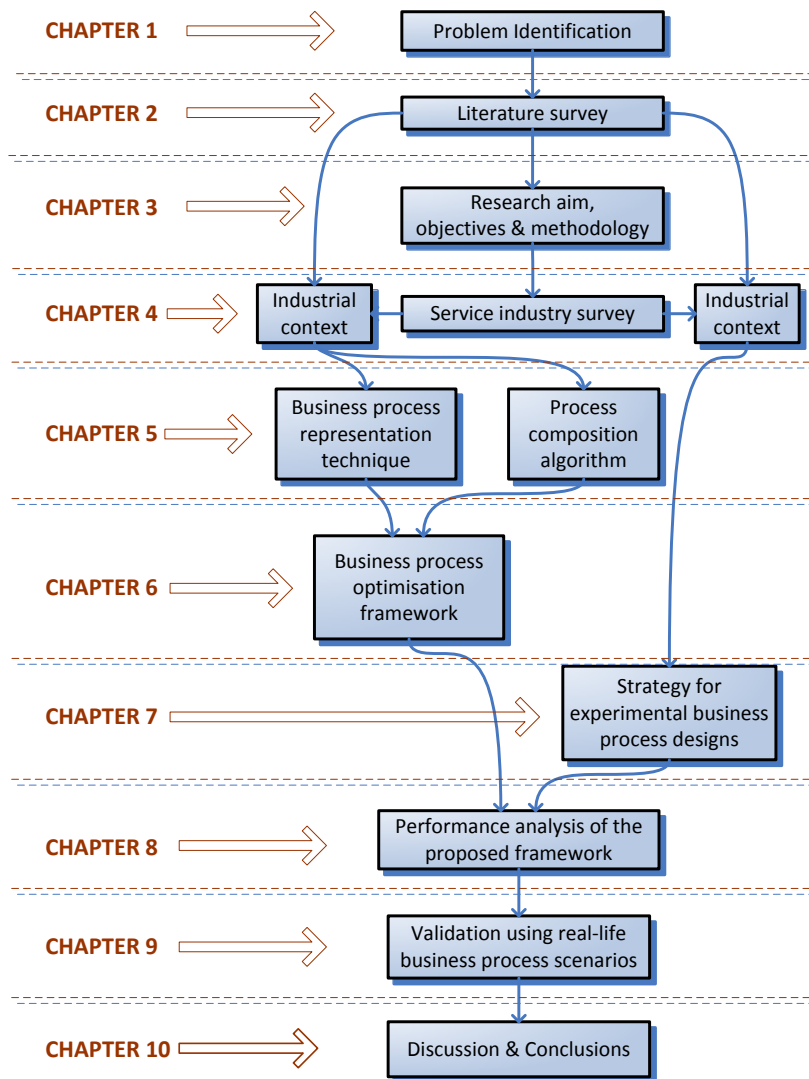 CHAPTER 1
Problem Identification
CHAPTER 2
Literature survey
CHAPTER 3
Research aim,
objectives & methodology
CHAPTER 4
Industrial
context
Service industry survey
Industrial
context
CHAPTER 5
Business process
representation
technique
Process
composition
algorithm
CHAPTER 6
Business process
optimisation
framework
CHAPTER 7
Strategy for
experimental business
process designs
CHAPTER 8
Performance analysis of the
proposed framework
CHAPTER 9
Validation using real-life
business process scenarios
CHAPTER 10
Discussion & Conclusions